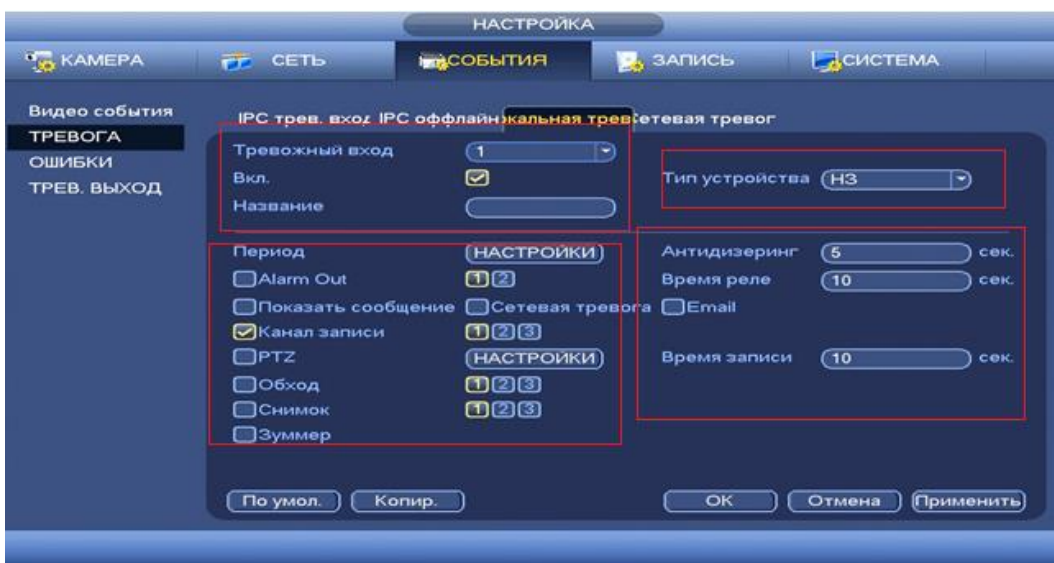 НАСТРОЙКА
КАМЕРА СЕТЬ СОБЫТИЯ ЗАПИСЬ СИСТЕМА
Видео события
ТРЕВОГА
ОШИБКИ
ТРЕВ. ВЫХОД
IPC трев. вход IPC оффлайн кальная трев етевая тревог
Тревожный вход 1
Вкл. Тип устройства НЗ
Название
Период НАСТРОЙКИ Антидизеринг 5 сек.
Alarm Out 1 2 Время реле 10 сек.
Показать сообщение Сетевая тревога Email
Канал записи 1 2 3
PTZ НАСТРОЙКИ Время записи 10 сек.
Обход 1 2 3
Снимок 1 2 3
Зуммер
По умол. Копир. OK Отмена Применить